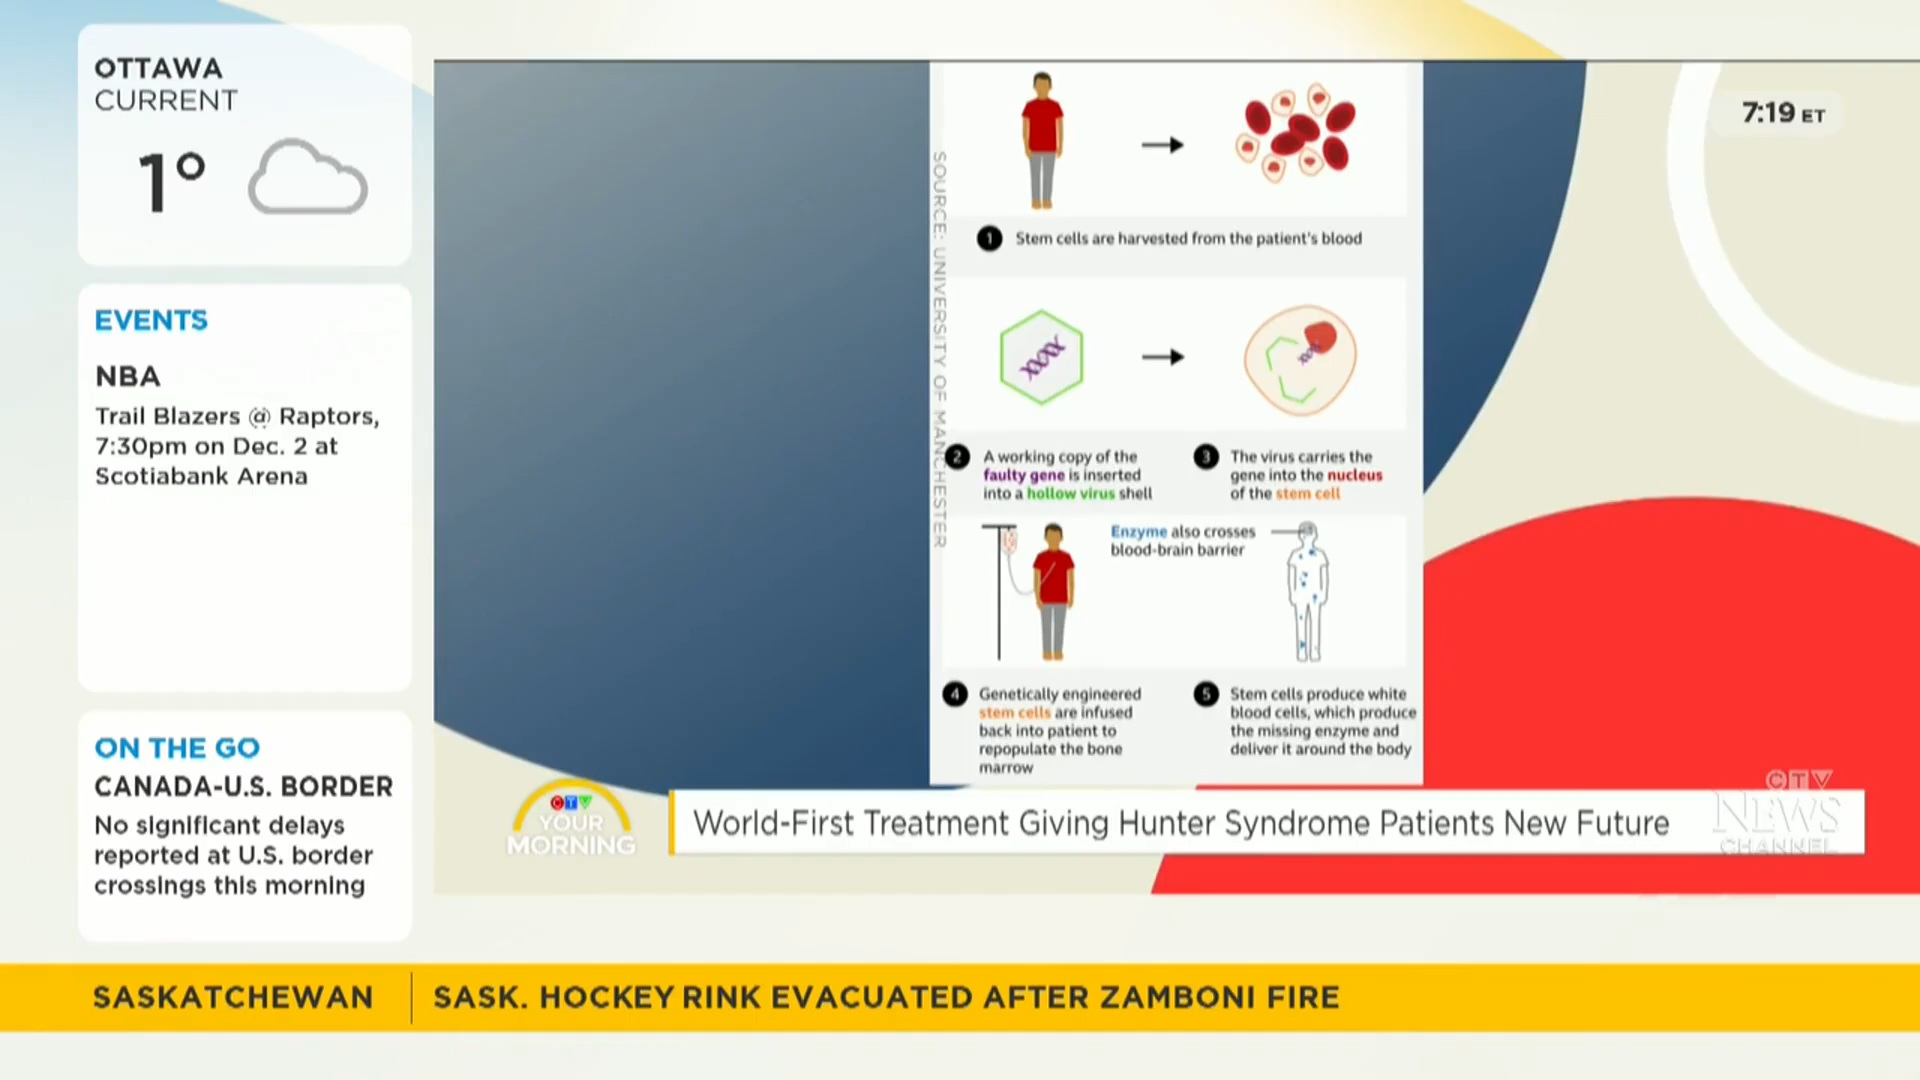 OTTAWA
CURRENT
1°
EVENTS
NBA
Trail Blazers @ Raptors,
7:30pm on Dec. 2 at
Scotiabank Arena
ON THE GO
CANADA-U.S. BORDER
No significant delays
reported at U.S. border
crossings this morning
7:19 ET
SOURCE: UNIVERSITY OF MANCHESTER
1 Stem cells are harvested from the patient's blood
2 A working copy of the
faulty gene is inserted
into a hollow virus shell
3 The virus carries the
gene into the nucleus
of the stem cell
Enzyme also crosses
blood-brain barrier
4 Genetically engineered
stem cells are infused
back into patient to
repopulate the bone
marrow
5 Stem cells produce white
blood cells, which produce
the missing enzyme and
deliver it around the body
CTV
YOUR
MORNING
World-First Treatment Giving Hunter Syndrome Patients New Future
CTV
NEWS
CHANNEL
SASKATCHEWAN
SASK. HOCKEY RINK EVACUATED AFTER ZAMBONI FIRE